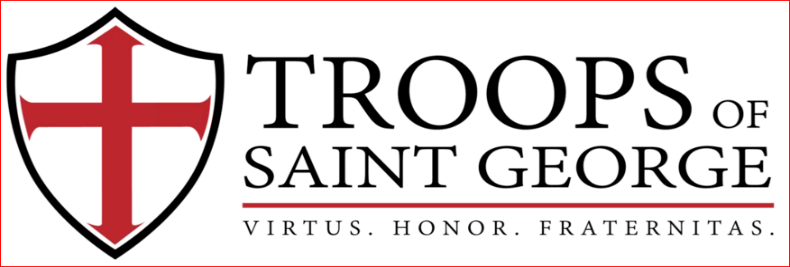 TROOPS OF
SAINT GEORGE
VIRTUS. HONOR. FRATERNITAS.